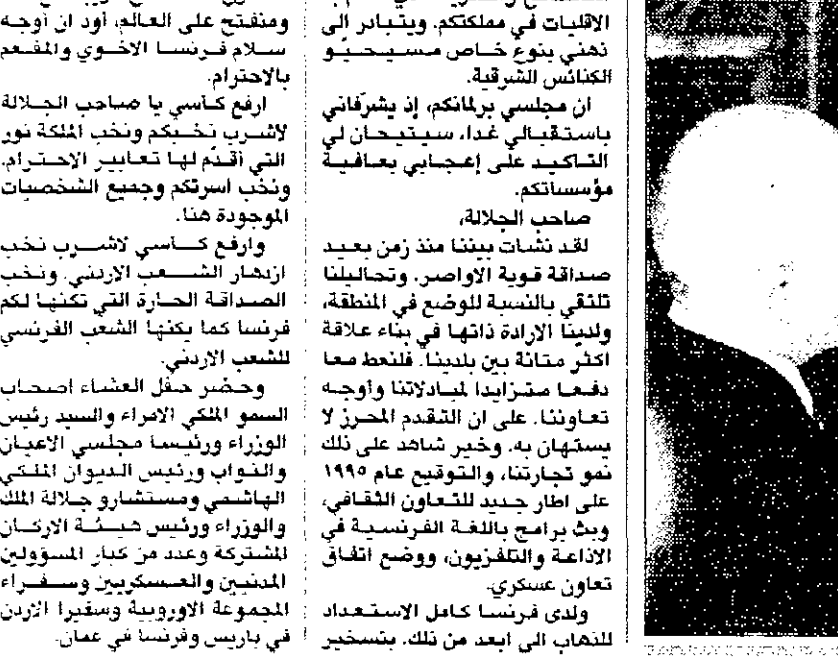 الاقليات في مملكتكم. ويتبادر الى
ذهني بنوع خاص مسيحيو
الكنائس الشرقية.
ان مجلسي برلمانكم، إذ يشرّفاني
باستقبالي غدا، سيتيحان لي
التاكيد على إعجابي بعافية
مؤسساتكم.
صاحب الجلالة،
لقد نشات بيننا منذ زمن بعيد
صداقة قوية الاواصر. وتحاليلنا
تلتقي بالنسبة للوضع في المنطقة،
ولدينا الارادة ذاتها في بناء علاقة
اكثر متانة بين بلدينا. فلنعط معا
دفعا متزايدا لمبادلاتنا وأوجه
تعاوننا. على ان التقدم المحرز لا
يستهان به. وخير شاهد على ذلك
نمو تجارتنا، والتوقيع عام ١٩٩٥
على اطار جديد للتعاون الثقافي،
وبث برامج باللغة الفرنسية في
الاذاعة والتلفزيون، ووضع اتفاق
تعاون عسكري.
ولدى فرنسا كامل الاستعداد
للذهاب الى ابعد من ذلك. بتسخير
ومنفتح على العالم، أود ان أوجه
سلام فرنسا الاخوي والمفعم
بالاحترام.
ارفع كأسي يا صاحب الجلالة
لاشرب نخبكم ونخب الملكة نور
التي أقدّم لها تعابير الاحترام.
ونخب اسرتكم وجميع الشخصيات
الموجودة هنا.
وارفع كاسي لاشرب نخب
ازدهار الشعب الاردني. ونخب
الصداقة الحارة التي تكنها لكم
فرنسا كما يكنها الشعب الفرنسي
للشعب الاردني.
وحضر حفل العشاء اصحاب
السمو الملكي الامراء والسيد رئيس
الوزراء ورئيسا مجلسي الاعيان
والنواب ورئيس الديوان الملكي
الهاشمي ومستشارو جلالة الملك
والوزراء ورئيس هيئة الاركان
المشتركة وعدد من كبار المسؤولين
المدنيين والعسكريين وسفراء
المجموعة الاوروبية وسفيرا الاردن
في باريس وفرنسا في عمان.